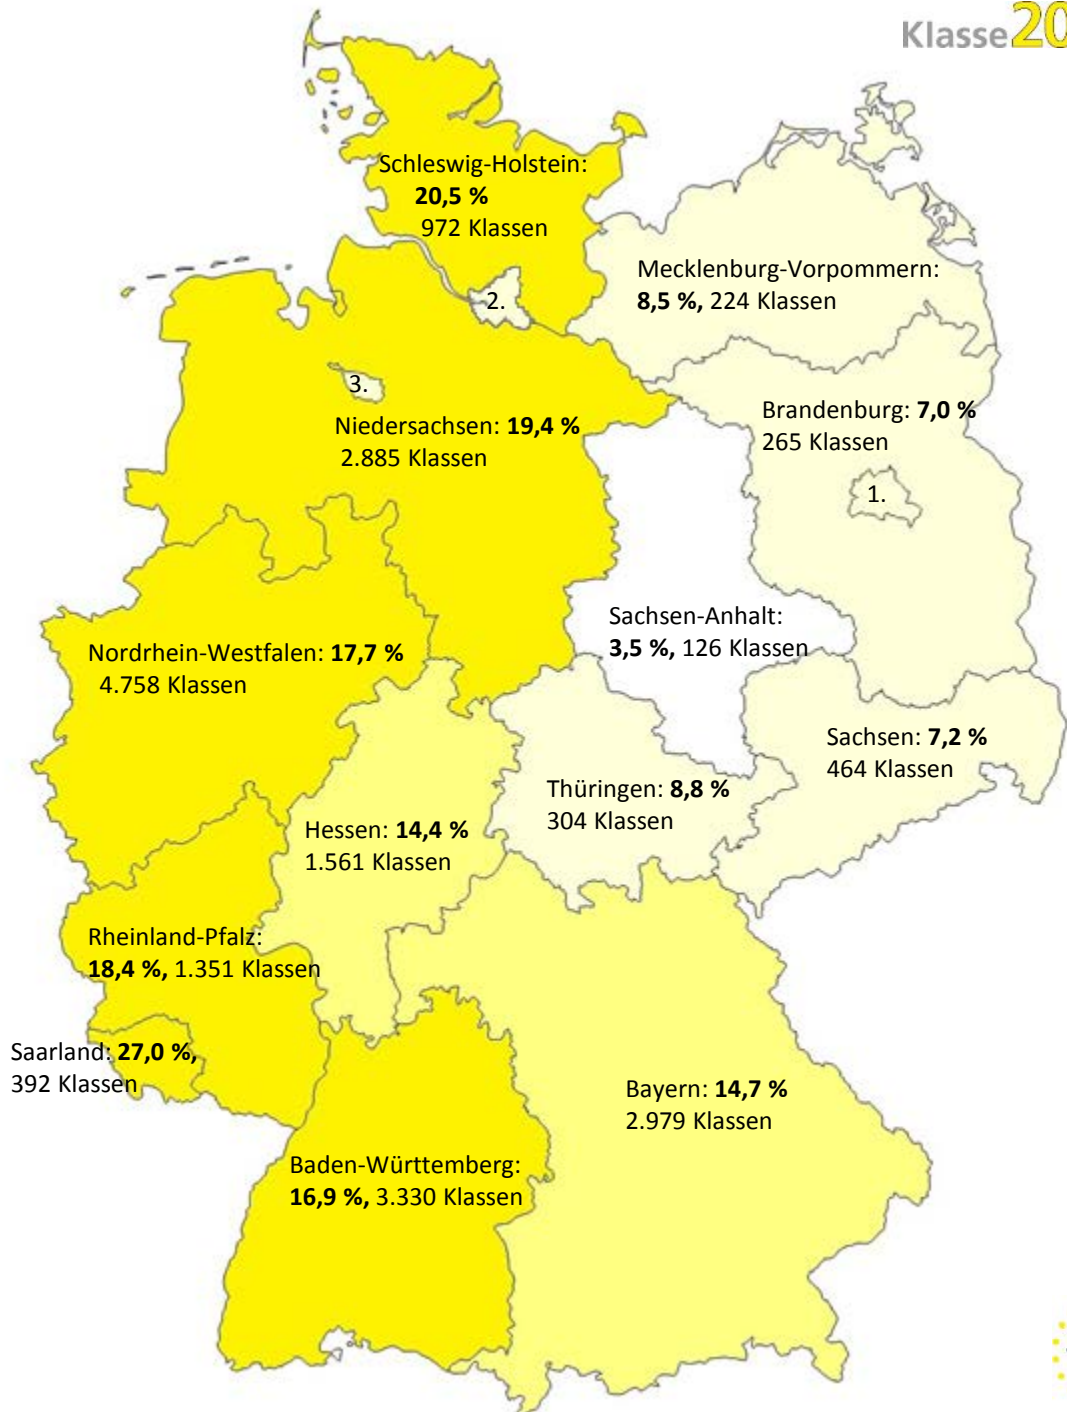 Klasse20
Schleswig-Holstein:
20,5 %
972 Klassen
Mecklenburg-Vorpommern:
8,5 %, 224 Klassen
2.
3.
Niedersachsen: 19,4 %
2.885 Klassen
Brandenburg: 7,0 %
265 Klassen
1.
Sachsen-Anhalt:
3,5 %, 126 Klassen
Nordrhein-Westfalen: 17,7 %
4.758 Klassen
Sachsen: 7,2 %
464 Klassen
Thüringen: 8,8 %
304 Klassen
Hessen: 14,4 %
1.561 Klassen
Rheinland-Pfalz:
18,4 %, 1.351 Klassen
Saarland: 27,0 %,
392 Klassen
Bayern: 14,7 %
2.979 Klassen
Baden-Württemberg:
16,9 %, 3.330 Klassen